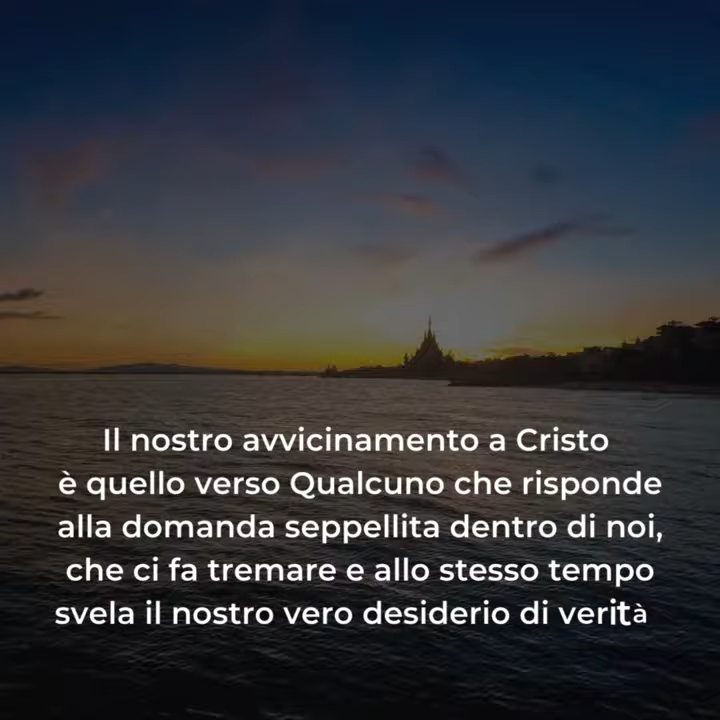 Il nostro avvicinamento a Cristo
è quello verso Qualcuno che risponde
alla domanda seppellita dentro di noi,
che ci fa tremare e allo stesso tempo
svela il nostro vero desiderio di verità